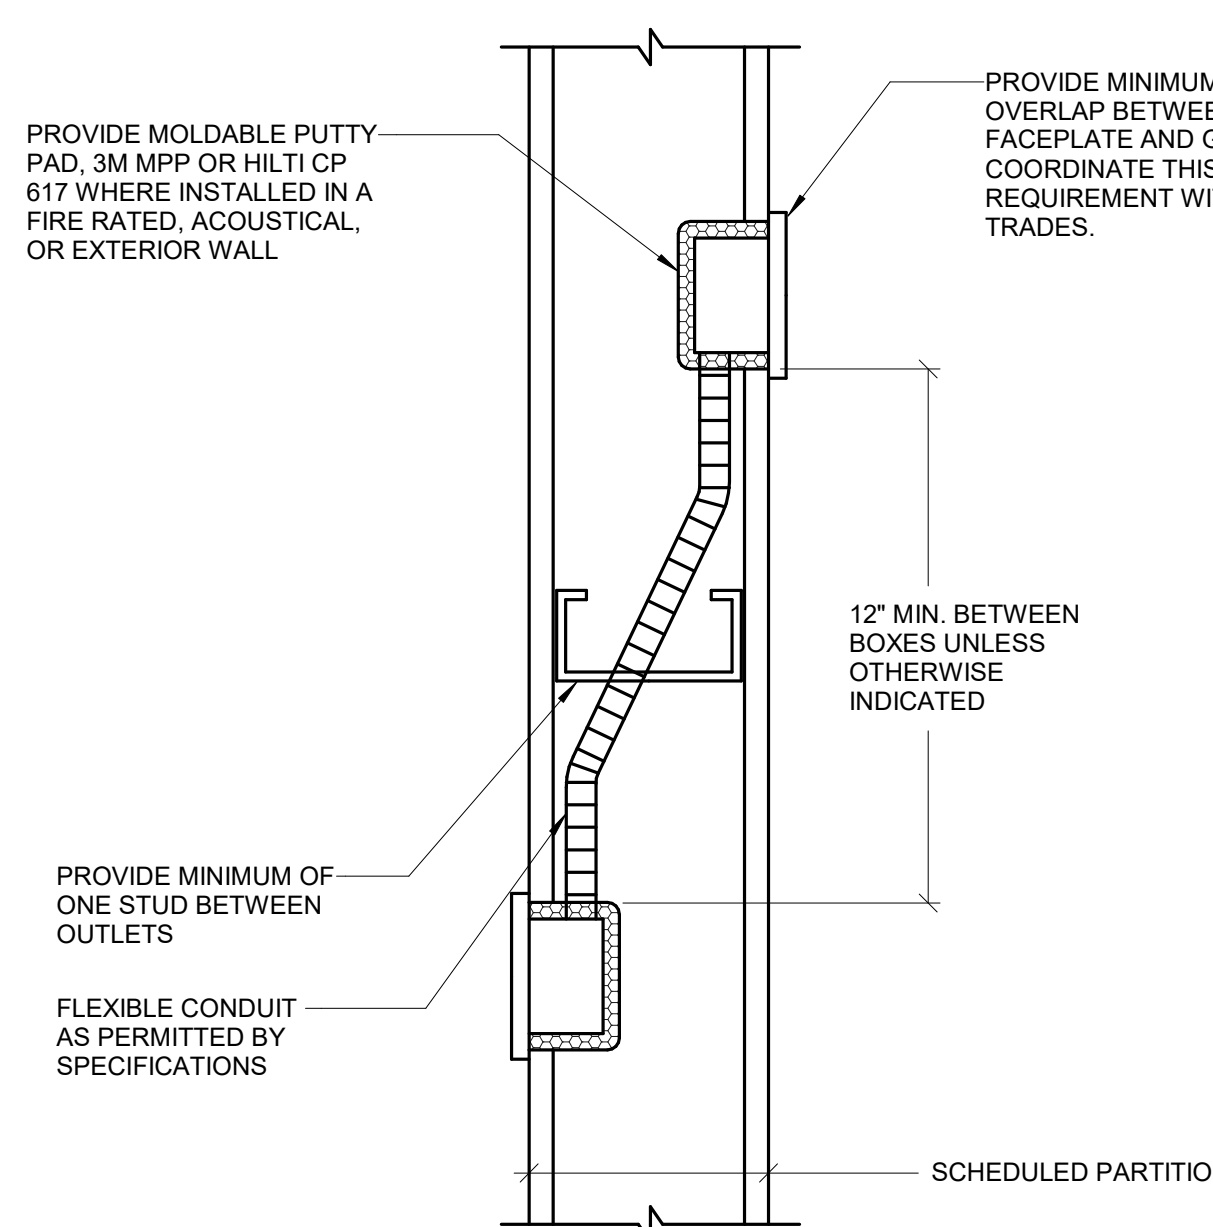 PROVIDE MOLDABLE PUTTY
PAD, 3M MPP OR HILTI CP
617 WHERE INSTALLED IN A
FIRE RATED, ACOUSTICAL,
OR EXTERIOR WALL
PROVIDE MINIMUM
OVERLAP BETWEE
FACEPLATE AND G
COORDINATE THIS
REQUIREMENT WI
TRADES.
12" MIN. BETWEEN
BOXES UNLESS
OTHERWISE
INDICATED
PROVIDE MINIMUM OF
ONE STUD BETWEEN
OUTLETS
FLEXIBLE CONDUIT
AS PERMITTED BY
SPECIFICATIONS
SCHEDULED PARTITIO